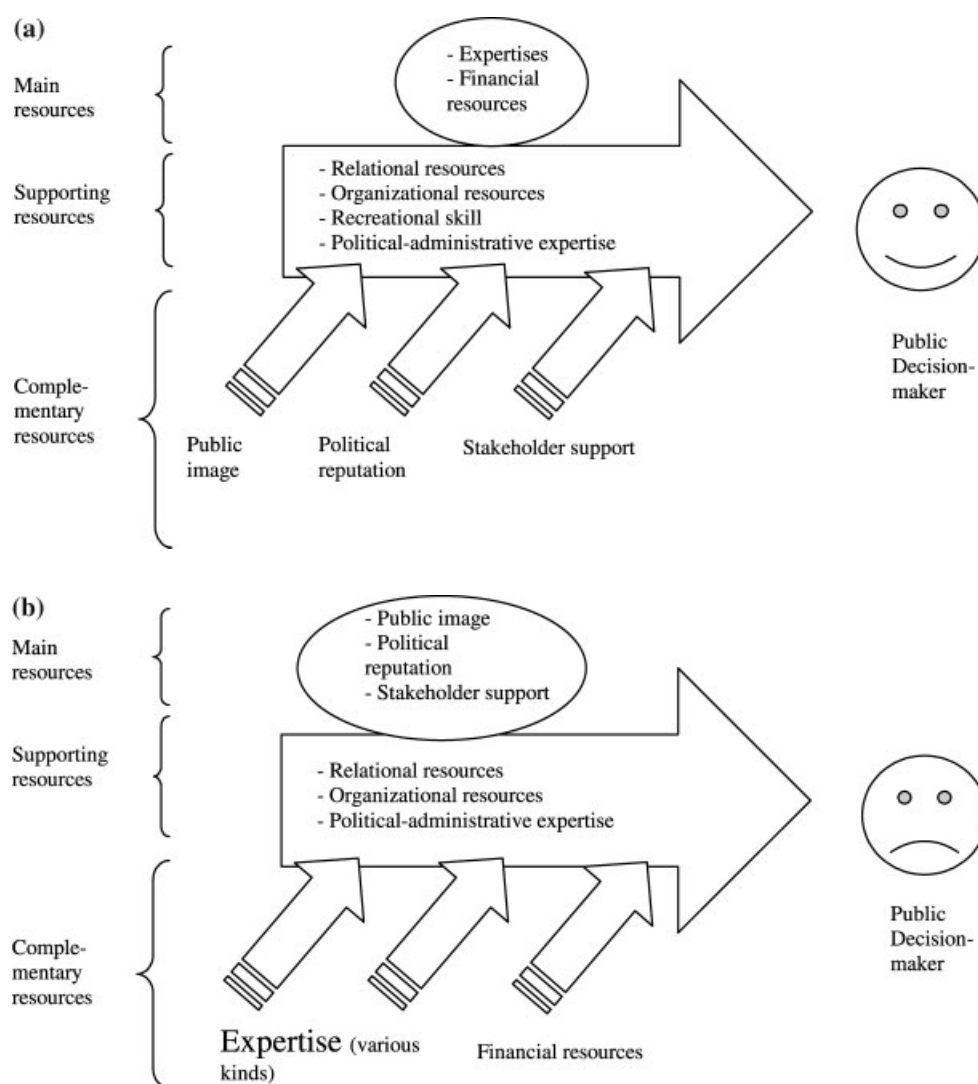 (a)
Main
resources
- Expertises
- Financial
resources
Supporting
resources
- Relational resources
- Organizational resources
- Recreational skill
- Political-administrative expertise
Public
Decision-
maker
Comple-
mentary
resources
Public
image
Political
reputation
Stakeholder support
(b)
Main
resources
- Public image
- Political
reputation
- Stakeholder support
Supporting
resources
- Relational resources
- Organizational resources
- Political-administrative expertise
Public
Decision-
maker
Comple-
mentary
resources
Expertise (various
kinds)
Financial resources